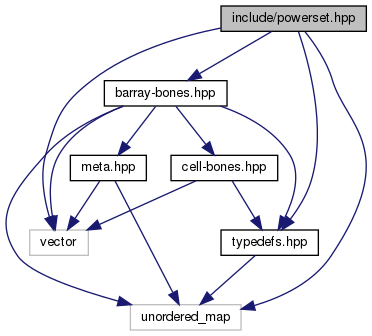 include/powerset.hpp
barray-bones.hpp
meta.hpp
cell-bones.hpp
vector
typedefs.hpp
unordered_map